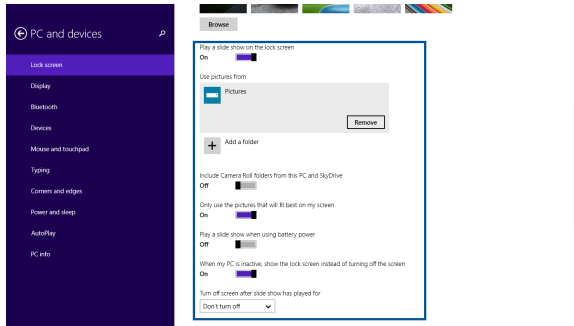 PC and devices
Lock screen
Display
Bluetooth
Devices
Mouse and touchpad
Typing
Corners and edges
Power and sleep
AutoPlay
PC info
Browse
Play a slide show on the lock screen
On
Use pictures from
Pictures
Remove
Add a folder
Include Camera Roll folders from this PC and SkyDrive
Off
Only use the pictures that will fit best on my screen
On
Play a slide show when using battery power
Off
When my PC is inactive, show the lock screen instead of turning off the screen
On
Turn off screen after slide show has played for
Don't turn off